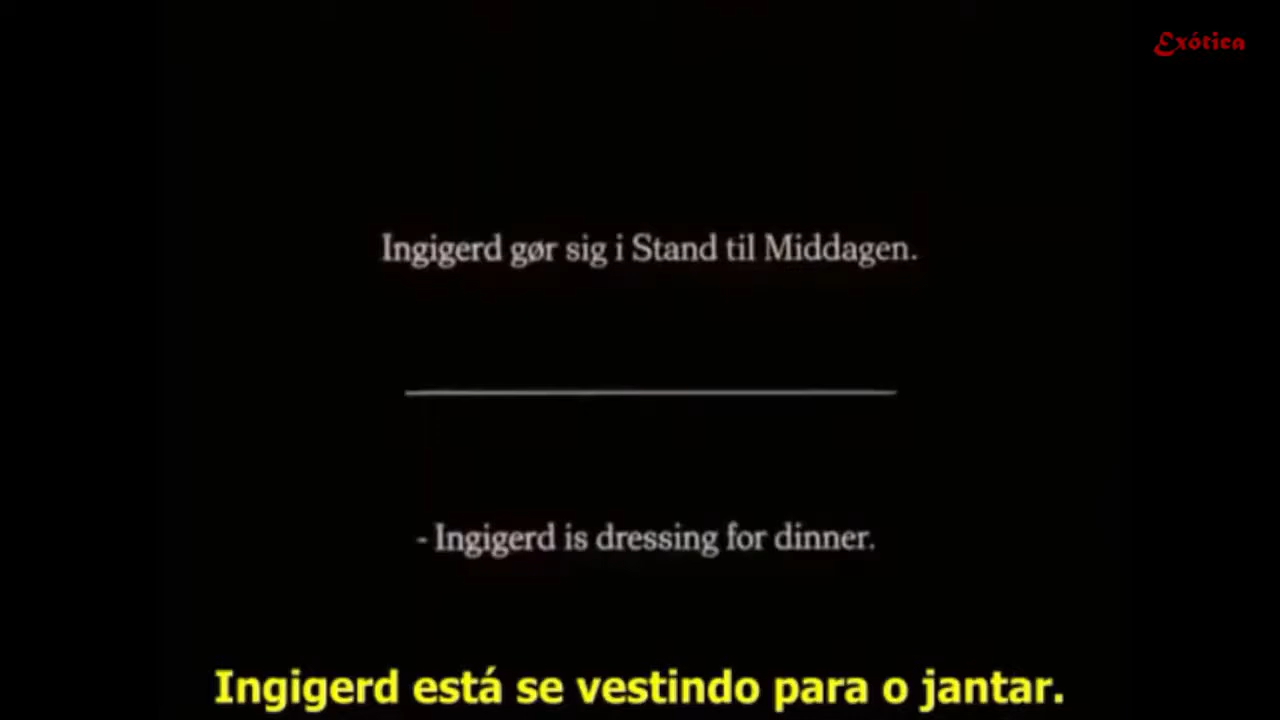 Exótica
Ingigerd gør sig i Stand til Middagen.
- Ingigerd is dressing for dinner.
Ingigerd está se vestindo para o jantar.